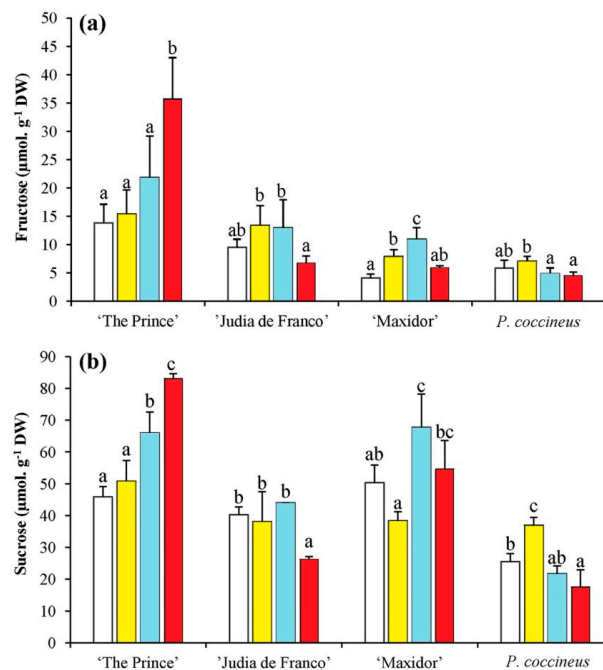 (a)
50
45
40
35
30
25
20
15
10
5
0
Fructose (µmol. g-1 DW)
a a a b
ab b b a
a b c ab
ab b a a
‘The Prince’ ’Judia de Franco’ ‘Maxidor’ P. coccineus
(b)
90
80
70
60
50
40
30
20
10
0
Sucrose (µmol. g-1 DW)
a a b c
b b b a
ab a c bc
b c ab a
‘The Prince’ ‘Judia de Franco’ ‘Maxidor’ P. coccineus